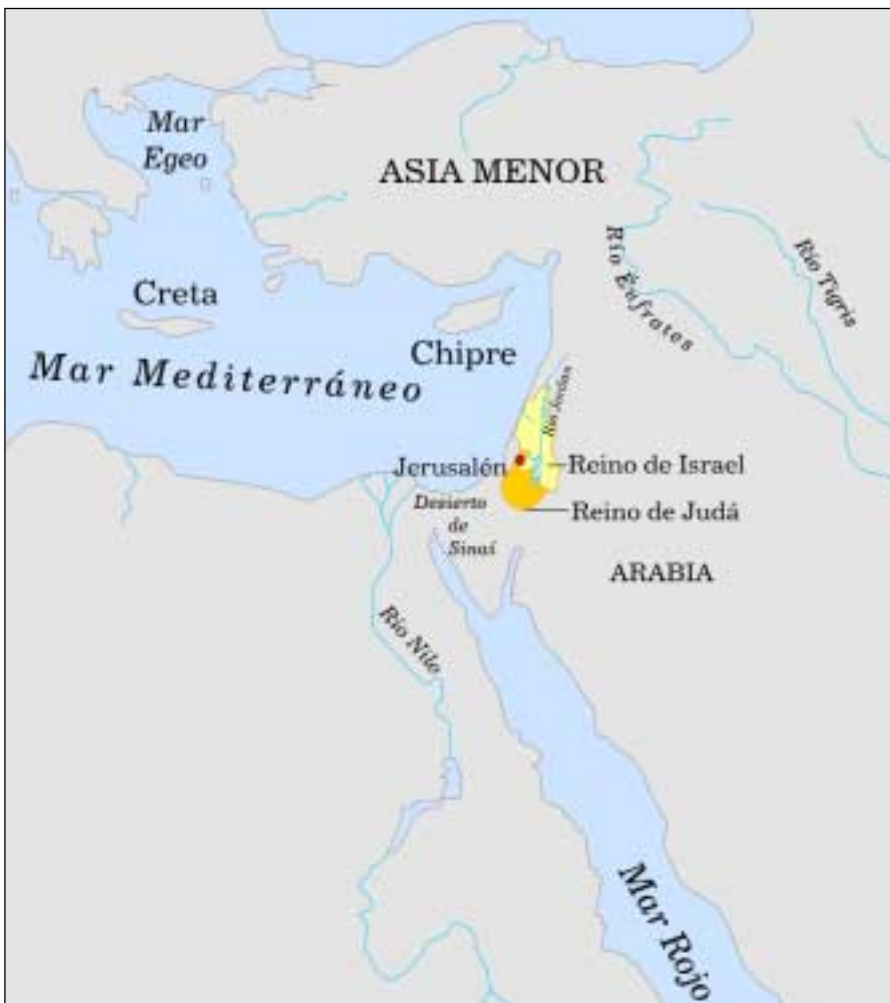 Mar
Egeo
ASIA MENOR
Río Éufrates
Río Tigris
Creta
Chipre
Mar Mediterráneo
Río Jordán
Jerusalén
Reino de Israel
Desierto
de
Sinaí
Reino de Judá
ARABIA
Río Nilo
Mar Rojo